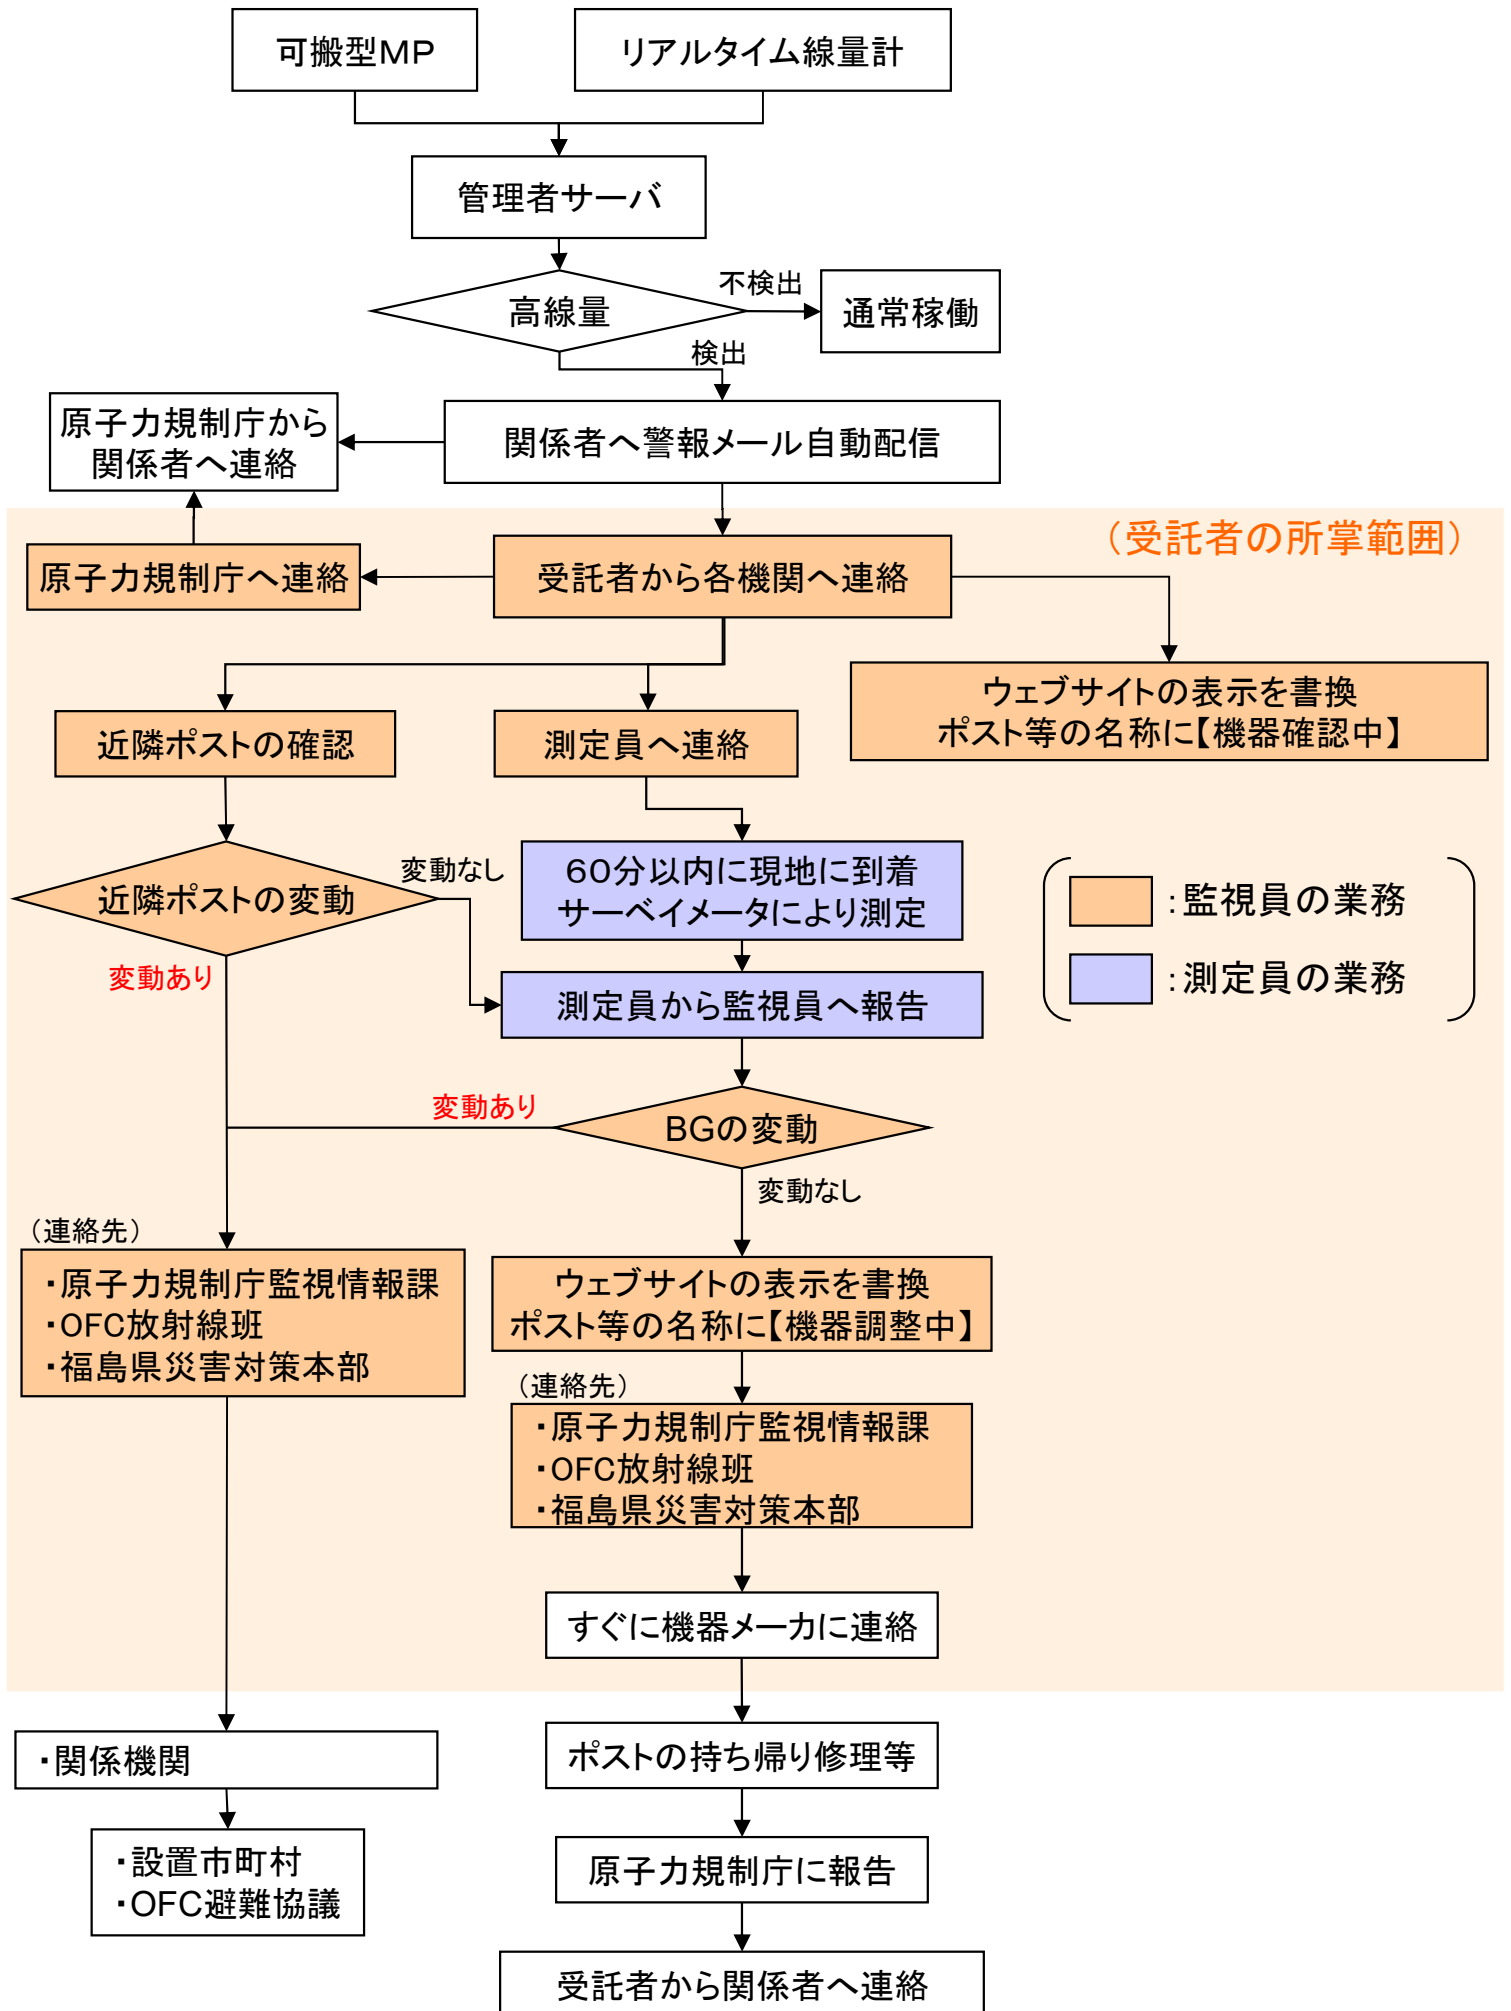 可搬型MP
リアルタイム線量計
管理者サーバ
高線量
不検出
通常稼働
検出
原子力規制庁から
関係者へ連絡
関係者へ警報メール自動配信
（受託者の所掌範囲）
原子力規制庁へ連絡
受託者から各機関へ連絡
ウェブサイトの表示を書換
ポスト等の名称に【機器確認中】
近隣ポストの確認
測定員へ連絡
近隣ポストの変動
変動なし
60分以内に現地に到着
サーベイメータにより測定
：監視員の業務
：測定員の業務
変動あり
測定員から監視員へ報告
変動あり
BGの変動
変動なし
（連絡先）
・原子力規制庁監視情報課
・OFC放射線班
・福島県災害対策本部
ウェブサイトの表示を書換
ポスト等の名称に【機器調整中】
（連絡先）
・原子力規制庁監視情報課
・OFC放射線班
・福島県災害対策本部
すぐに機器メーカに連絡
・関係機関
ポストの持ち帰り修理等
・設置市町村
・OFC避難協議
原子力規制庁に報告
受託者から関係者へ連絡